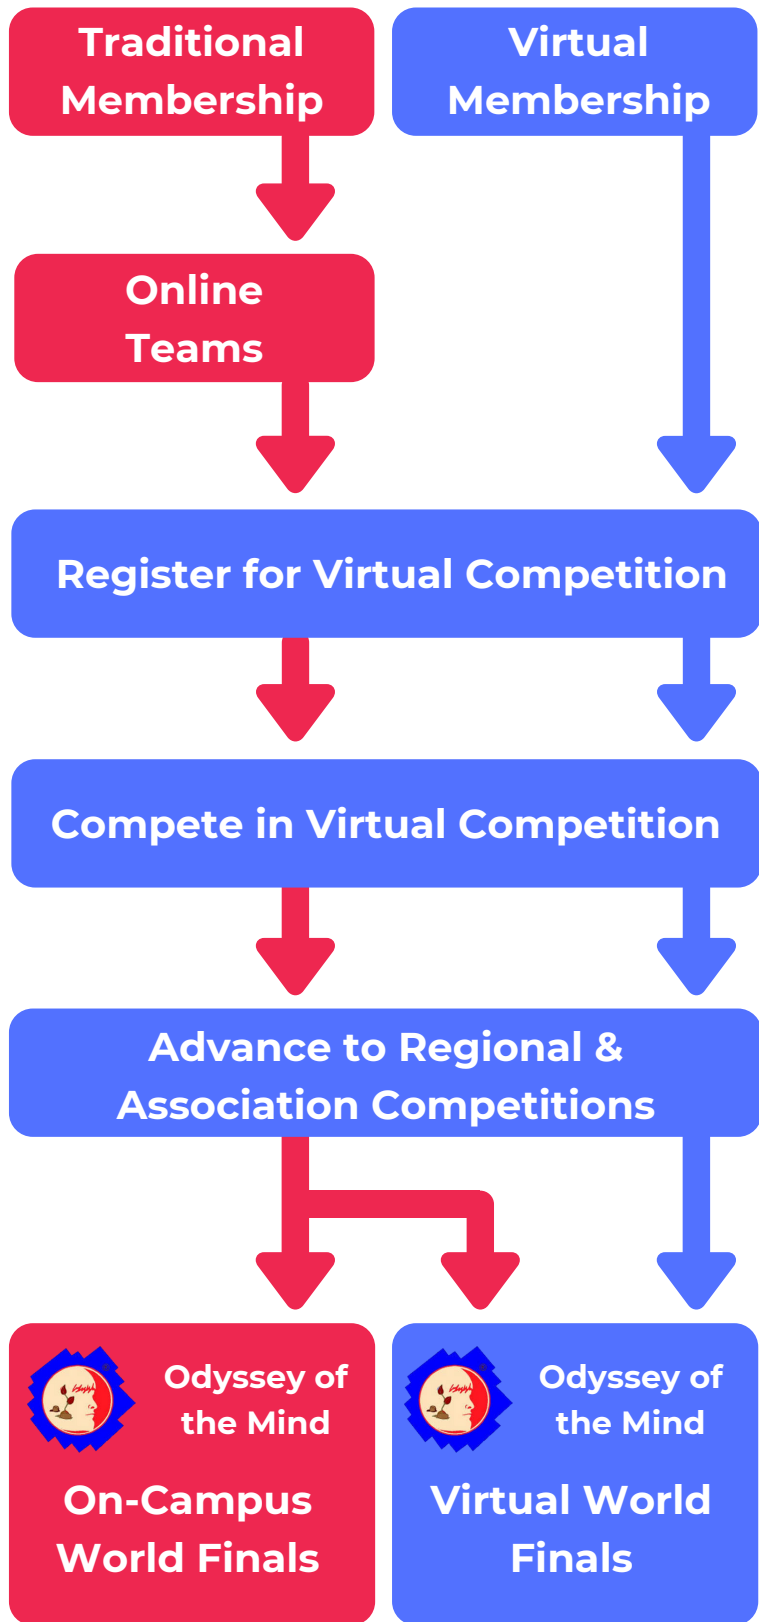 Traditional
Membership
Virtual
Membership
Online
Teams
Register for Virtual Competition
Compete in Virtual Competition
Advance to Regional &
Association Competitions
Odyssey of
the Mind
On-Campus
World Finals
Odyssey of
the Mind
Virtual World
Finals